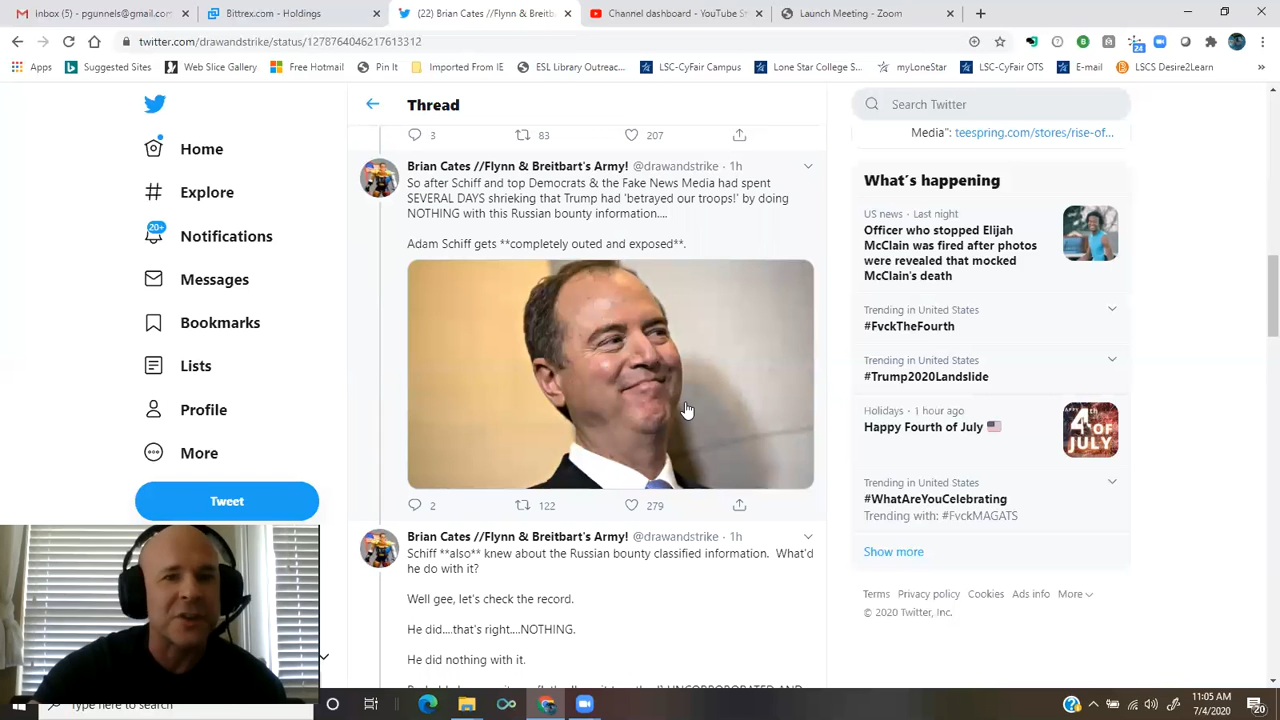 Inbox (5) - pgunnels@gmail.com
Bittrex.com - Holdings
(22) Brian Cates //Flynn & Breitb
Channel dashboard - YouTube St
Launch Meeting - Zoom
twitter.com/drawandstrike/status/1278764046217613312
24
Apps
Suggested Sites
Web Slice Gallery
Free Hotmail
Pin It
Imported From IE
ESL Library Outreac...
LSC-CyFair Campus
Lone Star College S...
myLoneStar
LSC-CyFair OTS
E-mail
LSCS Desire2Learn
Home
Explore
20+
Notifications
Messages
Bookmarks
Lists
Profile
More
Tweet
Thread
3 83 207
Brian Cates //Flynn & Breitbart's Army! @drawandstrike · 1h
So after Schiff and top Democrats & the Fake News Media had spent
SEVERAL DAYS shrieking that Trump had 'betrayed our troops!' by doing
NOTHING with this Russian bounty information....
Adam Schiff gets **completely outed and exposed**.
2 122 279
Brian Cates //Flynn & Breitbart's Army! @drawandstrike · 1h
Schiff **also** knew about the Russian bounty classified information. What'd
he do with it?
Well gee, let's check the record.
He did....that's right....NOTHING.
He did nothing with it.
Search Twitter
Media": teespring.com/stores/rise-of...
What's happening
US news · Last night
Officer who stopped Elijah
McClain was fired after photos
were revealed that mocked
McClain's death
Trending in United States
#FvckTheFourth
Trending in United States
#Trump2020Landslide
Holidays · 1 hour ago
Happy Fourth of July 🇺🇸
4th
OF
JULY
Trending in United States
#WhatAreYouCelebrating
Trending with: #FvckMAGATS
Show more
Terms Privacy policy Cookies Ads info More
© 2020 Twitter, Inc.
Type here to search
11:05 AM
7/4/2020
20